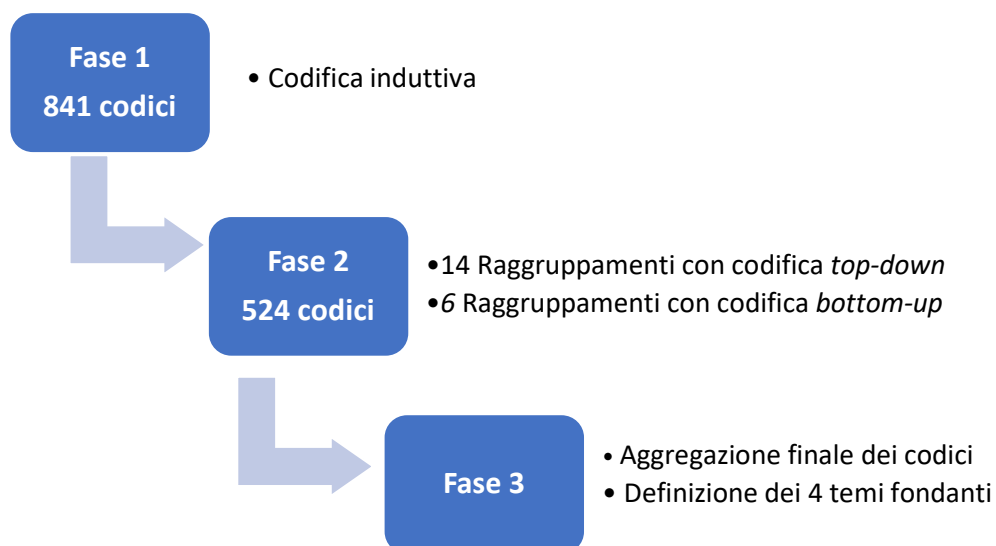 Fase 1
841 codici
• Codifica induttiva
Fase 2
524 codici
•14 Raggruppamenti con codifica top-down
•6 Raggruppamenti con codifica bottom-up
Fase 3
• Aggregazione finale dei codici
• Definizione dei 4 temi fondanti